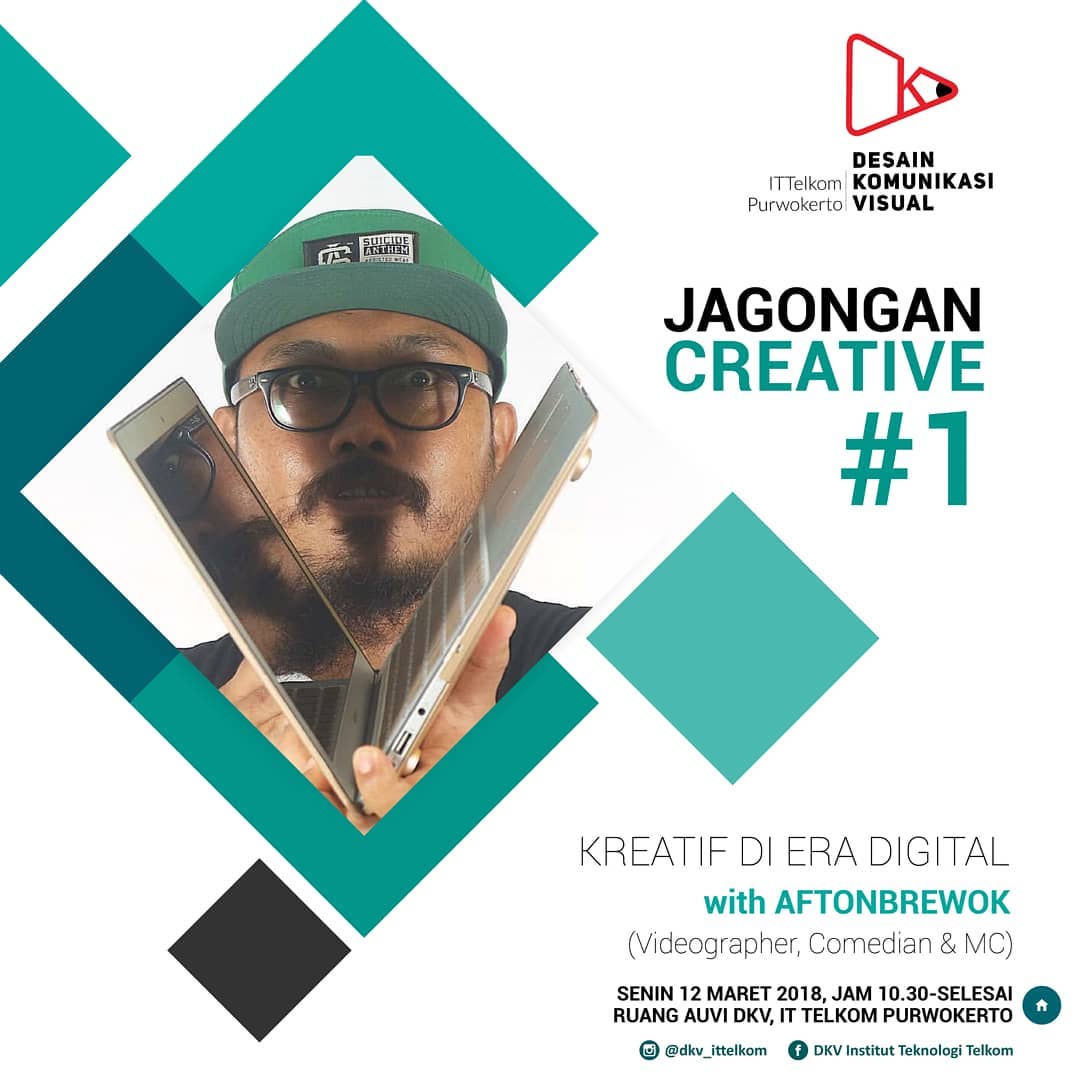 DESAIN
ITTelkom KOMUNIKASI
Purwokerto VISUAL
SUICIDE
ANTHEM
JAGONGAN
CREATIVE
#1
KREATIF DI ERA DIGITAL
with AFTONBREWOK
(Videographer, Comedian & MC)
SENIN 12 MARET 2018, JAM 10.30-SELESAI
RUANG AUVI DKV, IT TELKOM PURWOKERTO
@dkv_ittelkom DKV Institut Teknologi Telkom